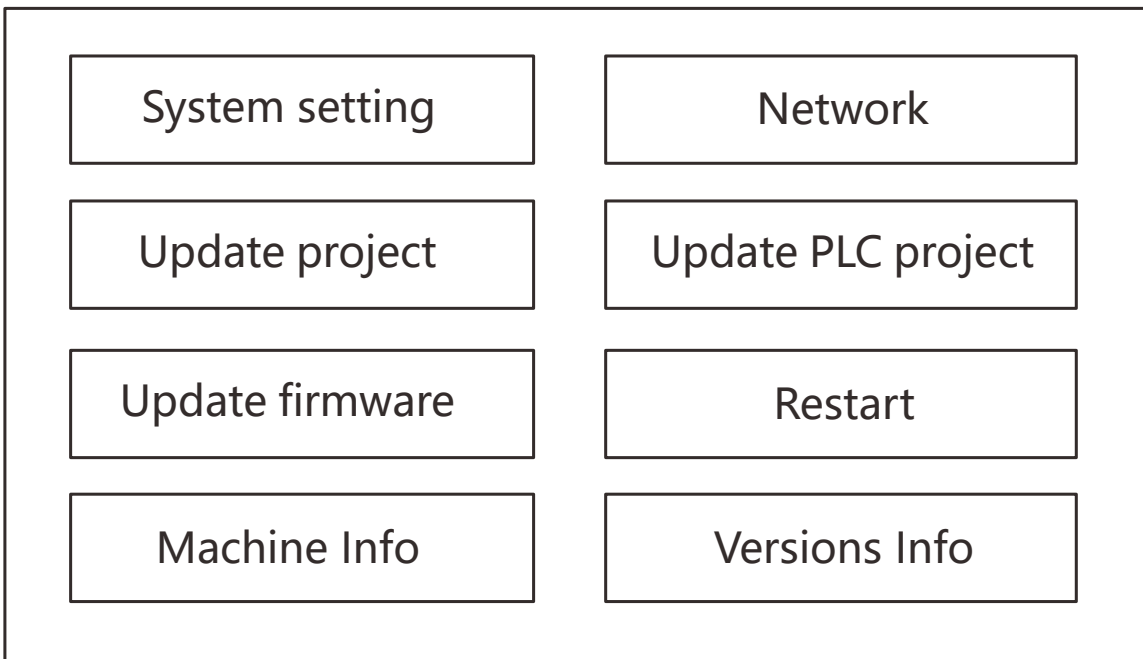 System setting
Network
Update project
Update PLC project
Update firmware
Restart
Machine Info
Versions Info